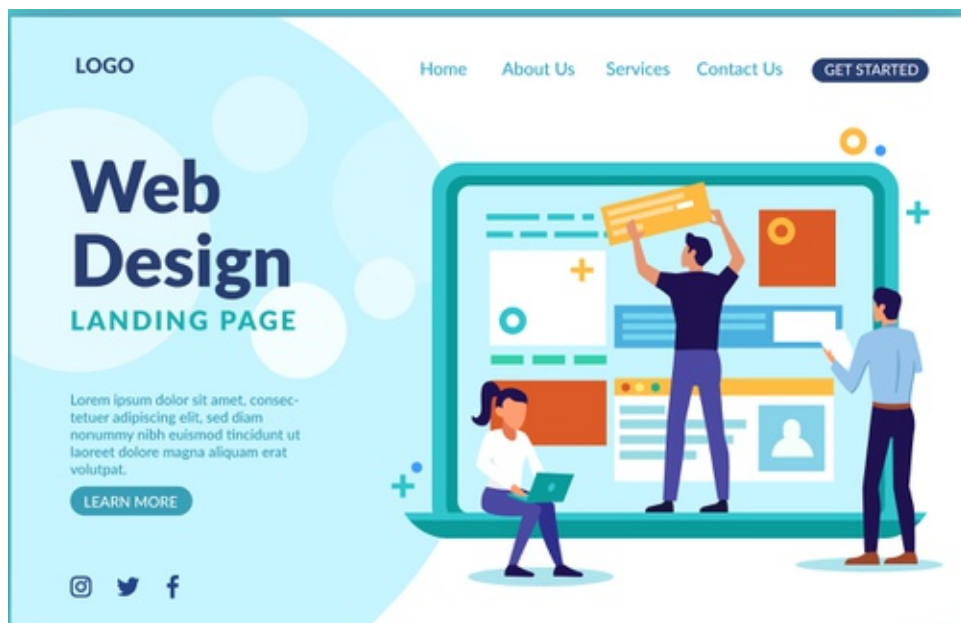 LOGO
Home About Us Services Contact Us GET STARTED
Web
Design
LANDING PAGE
Lorem ipsum dolor sit amet, consec-
tetuer adipiscing elit, sed diam
nonummy nibh euismod tincidunt ut
laoreet dolore magna aliquam erat
volutpat.
LEARN MORE